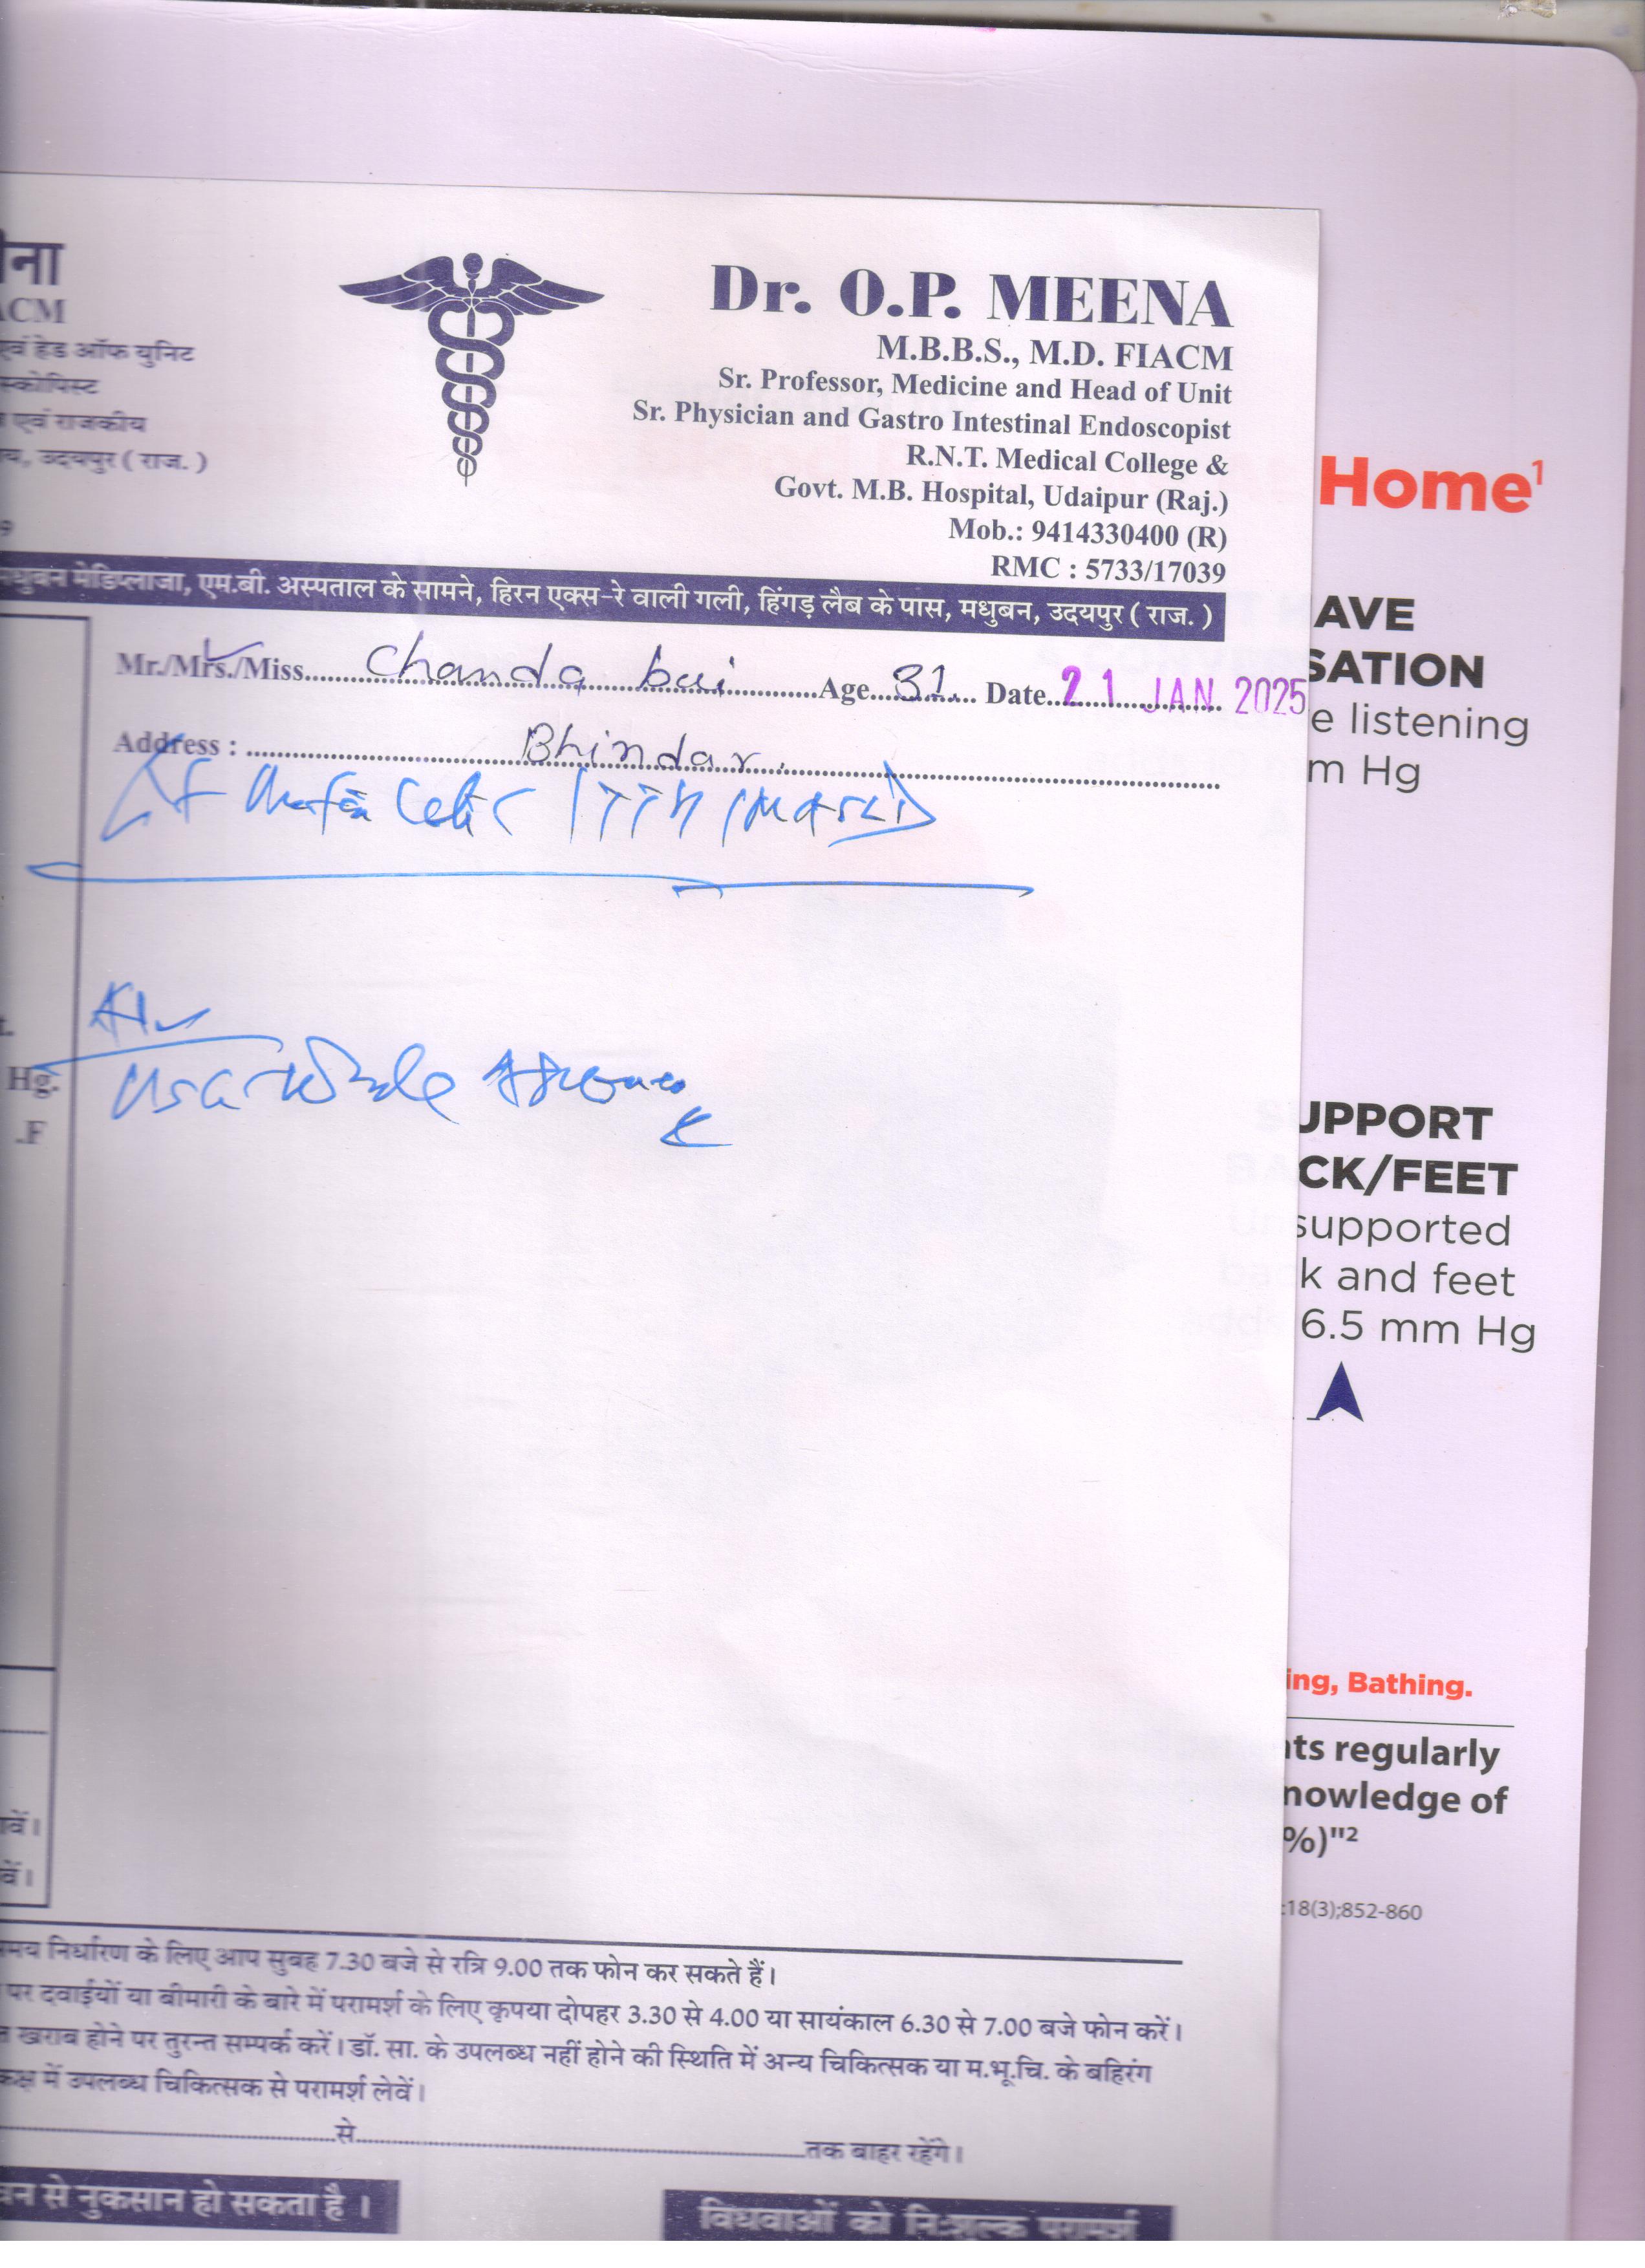 ना
ACM
एवं हेड ऑफ युनिट
स्कोपिस्ट
एवं राजकीय
उदयपुर ( राज. )
9
Dr. O.P. MEENA
M.B.B.S., M.D. FIACM
Sr. Professor, Medicine and Head of Unit
Sr. Physician and Gastro Intestinal Endoscopist
R.N.T. Medical College &
Govt. M.B. Hospital, Udaipur (Raj.)
Mob.: 9414330400 (R)
RMC : 5733/17039
मधुबन मेडिप्लाजा, एम.बी. अस्पताल के सामने, हिरन एक्स-रे वाली गली, हिंगड़ लैब के पास, मधुबन, उदयपुर ( राज. )
Mr./Mrs./Miss Chanda bai Age 31 Date 21 JAN 2025
Address : Bhindar
Hg.
.F
Home¹
AVE
SATION
e listening
m Hg
UPPORT
CK/FEET
supported
k and feet
6.5 mm Hg
ing, Bathing.
nts regularly
nowledge of
%)"2
:18(3);852-860
वें।
वें।
समय निर्धारण के लिए आप सुबह 7.30 बजे से रात्रि 9.00 तक फोन कर सकते हैं।
पर दवाईयों या बीमारी के बारे में परामर्श के लिए कृपया दोपहर 3.30 से 4.00 या सायंकाल 6.30 से 7.00 बजे फोन करें।
खराब होने पर तुरन्त सम्पर्क करें। डॉ. सा. के उपलब्ध नहीं होने की स्थिति में अन्य चिकित्सक या म.भू.चि. के बहिरंग
कक्ष में उपलब्ध चिकित्सक से परामर्श लेवें।
से तक बाहर रहेंगे।
से नुकसान हो सकता है ।
विधवाओं को निःशुल्क परामर्श